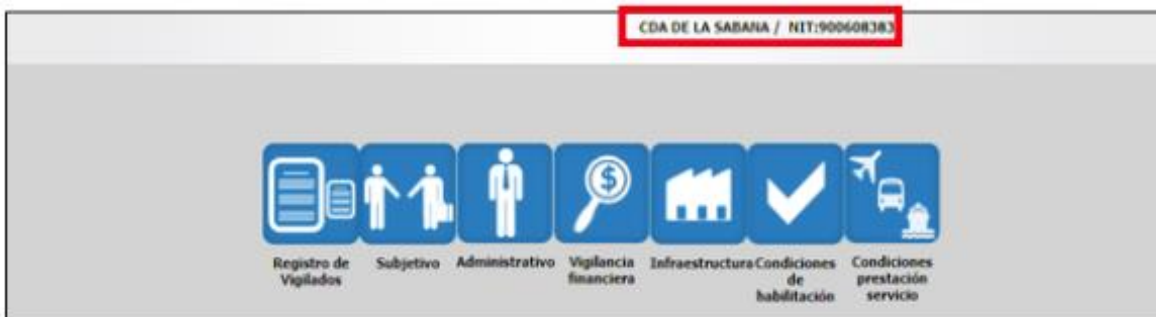 CDA DE LA SABANA / NIT:900608383
Registro de
Vigilados
Subjetivo
Administrativo
Vigilancia
financiera
Infraestructura
Condiciones
de
habilitación
Condiciones
prestación
servicio